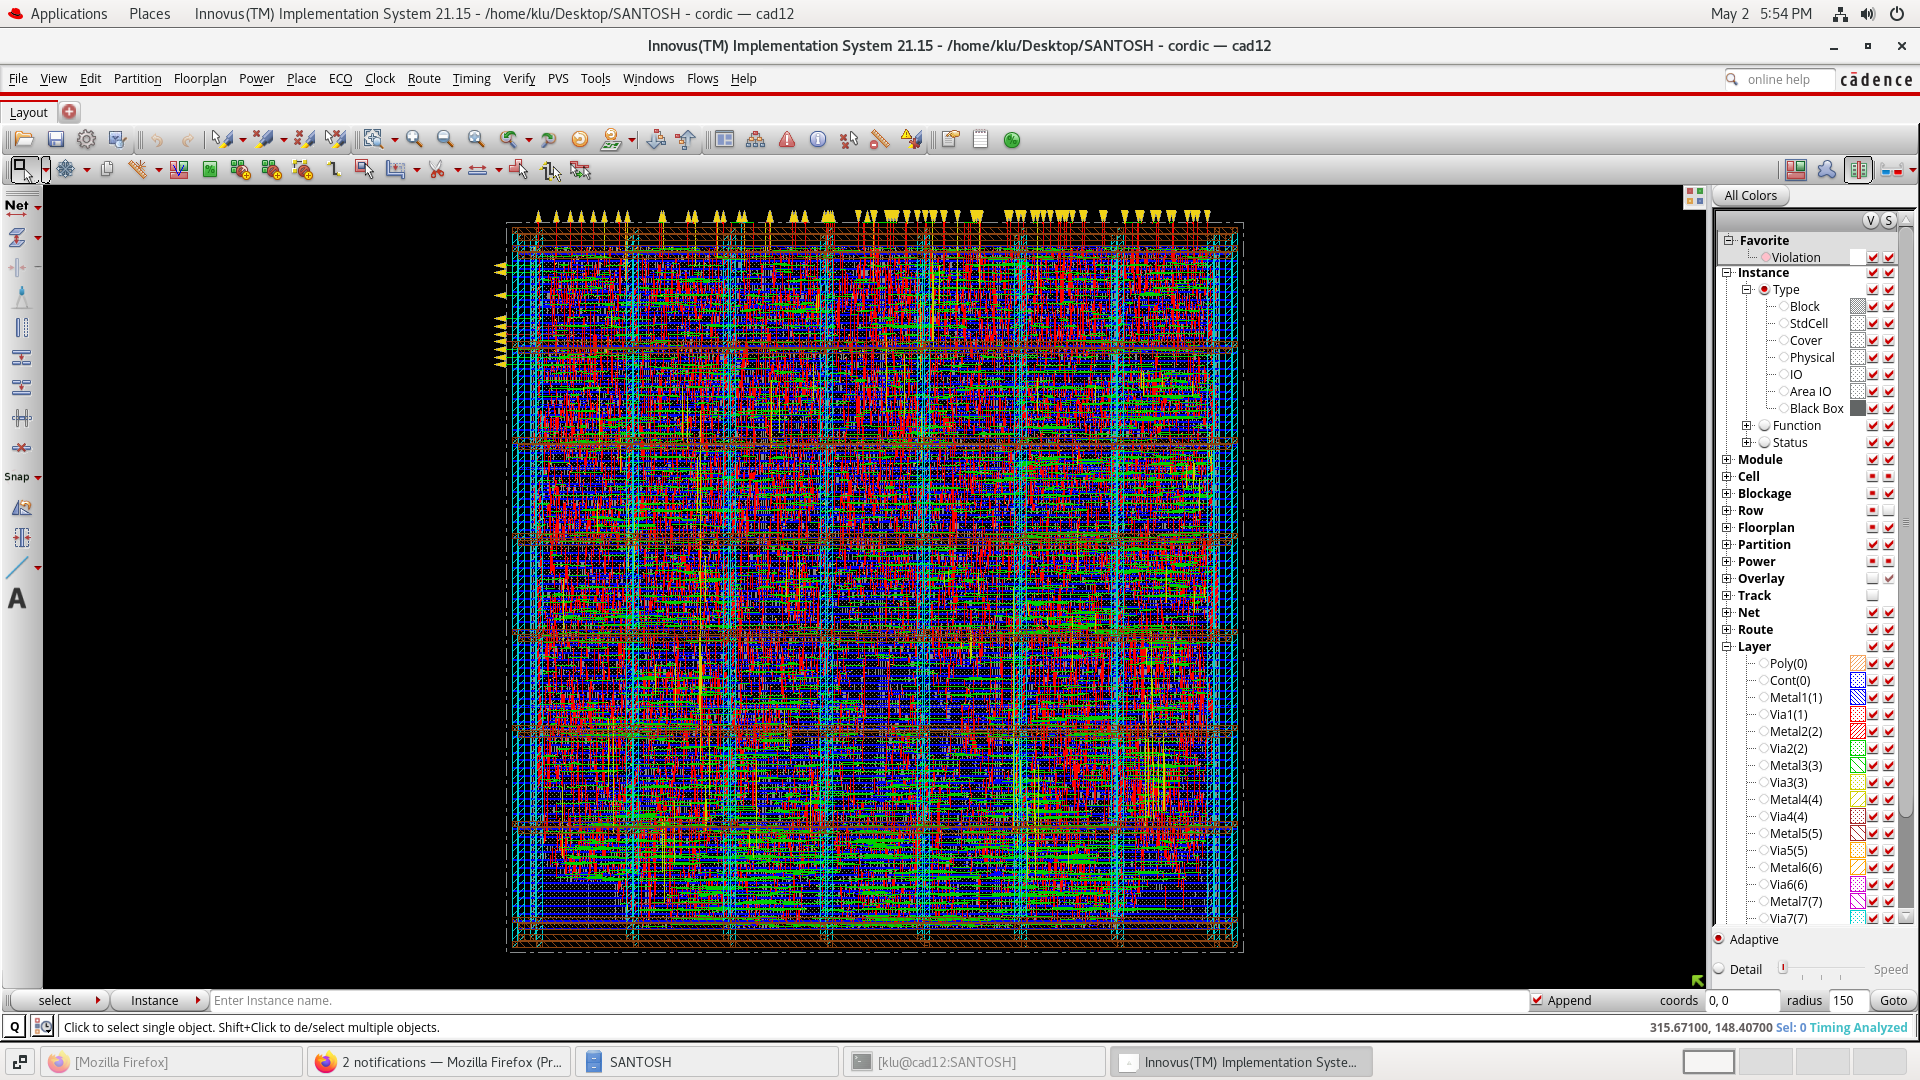 Applications Places Innovus(TM) Implementation System 21.15 - /home/klu/Desktop/SANTOSH - cordic — cad12 May 2 5:54 PM
Innovus(TM) Implementation System 21.15 - /home/klu/Desktop/SANTOSH - cordic — cad12
File View Edit Partition Floorplan Power Place ECO Clock Route Timing Verify PVS Tools Windows Flows Help online help cādence
Layout
Net
All Colors
V S
Favorite
Violation
Instance
Type
Block
StdCell
Cover
Physical
IO
Area IO
Black Box
Function
Status
Module
Cell
Blockage
Row
Floorplan
Partition
Power
Overlay
Track
Net
Route
Layer
Poly(0)
Cont(0)
Metal1(1)
Via1(1)
Metal2(2)
Via2(2)
Metal3(3)
Via3(3)
Metal4(4)
Via4(4)
Metal5(5)
Via5(5)
Metal6(6)
Via6(6)
Metal7(7)
Via7(7)
Snap
A
Adaptive
Detail Speed
select Instance Enter Instance name. Append coords 0, 0 radius 150 Goto
Q Click to select single object. Shift+Click to de/select multiple objects. 315.67100, 148.40700 Sel: 0 Timing Analyzed
[Mozilla Firefox] 2 notifications — Mozilla Firefox (Pr... SANTOSH [klu@cad12:SANTOSH] Innovus(TM) Implementation Syste...